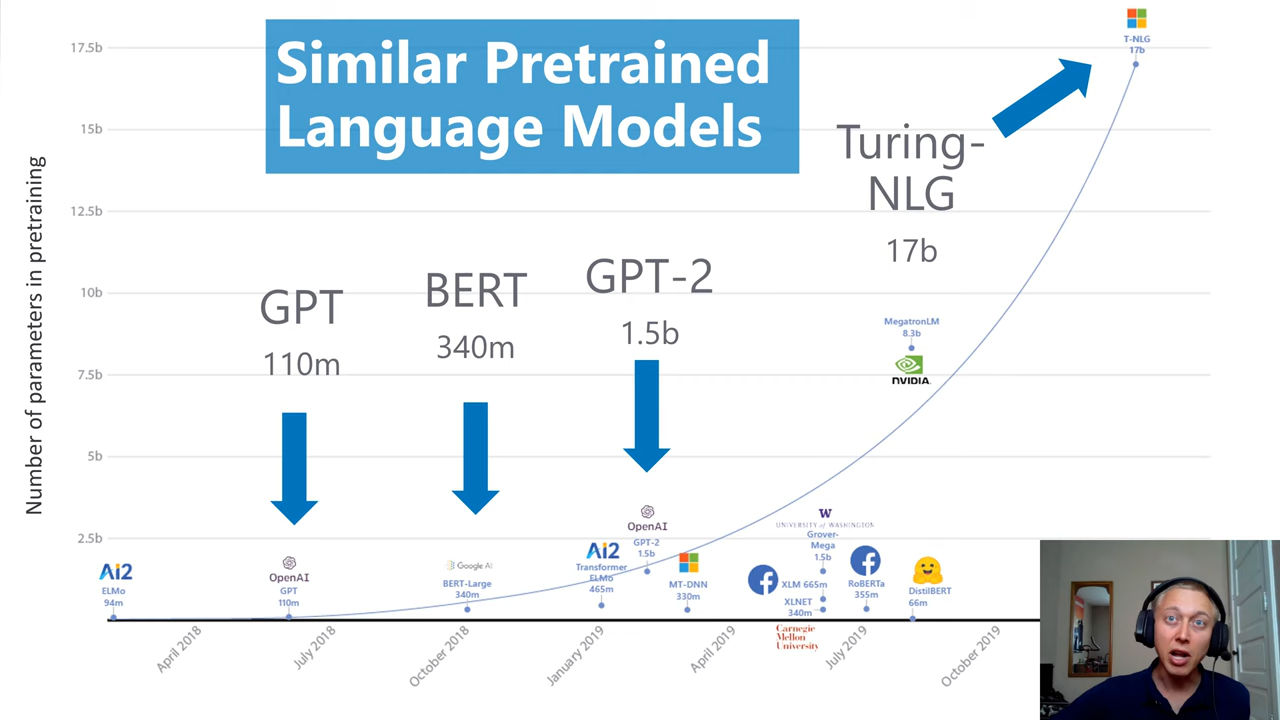 Similar Pretrained
Language Models
Number of parameters in pretraining
17.5b
15b
12.5b
10b
7.5b
5b
2.5b
GPT
110m
BERT
340m
GPT-2
1.5b
Turing-
NLG
17b
T-NLG
17b
MegatronLM
8.3b
NVIDIA
Ai2
ELMo
94m
OpenAI
GPT
110m
Google AI
BERT-Large
340m
Ai2
Transformer
ELMo
465m
OpenAI
GPT-2
1.5b
MT-DNN
330m
W
UNIVERSITY of WASHINGTON
Grover-
Mega
1.5b
XLM 665m
XLNET
340m
Carnegie
Mellon
University
RoBERTa
355m
DistilBERT
66m
April 2018
July 2018
October 2018
January 2019
April 2019
July 2019
October 2019